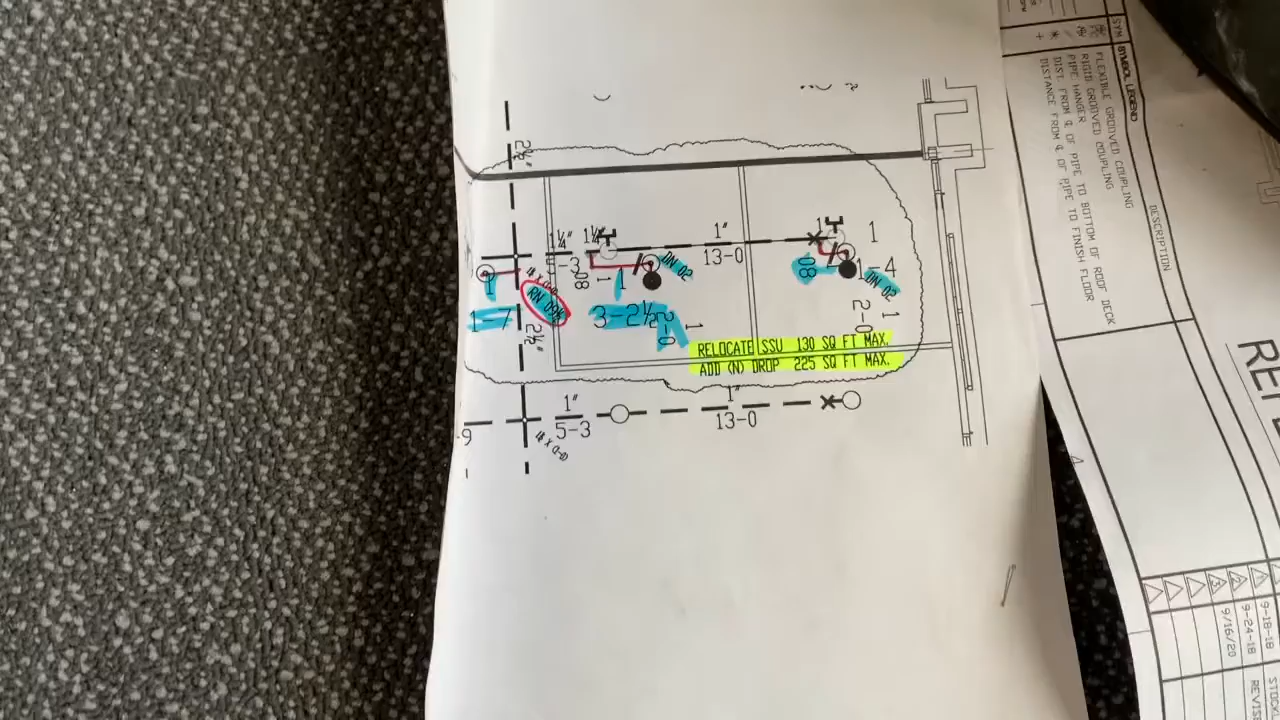 2½"
1¼"
1¼"
1"
1
1
-3
08
1
13-0
DN 02
08
1-4
DN 02
1
1
RN 09K
1-7
2½"
3-2½
2-0
1
2-0
1
RELOCATE SSU 130 SQ FT MAX.
ADD (N) DROP 225 SQ FT MAX.
1"
1"
-9
5-3
13-0
SYM
SYMBOL LEGEND
DESCRIPTION
FLEXIBLE GROOVED COUPLING
RIGID GROOVED COUPLING
PIPE HANGER
DIST. FROM ℄ OF PIPE TO BOTTOM OF ROOF DECK
DISTANCE FROM ℄ OF PIPE TO FINISH FLOOR
9-18-18
9-24-18
9/16/20